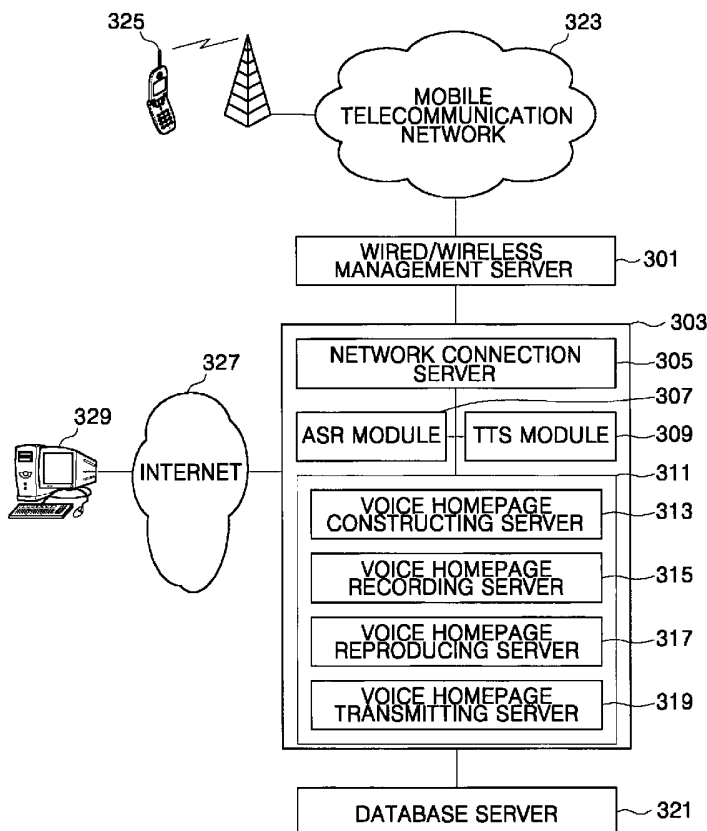 325
323
MOBILE
TELECOMMUNICATION
NETWORK
WIRED/WIRELESS
MANAGEMENT SERVER
301
303
NETWORK CONNECTION
SERVER
305
327
307
329
ASR MODULE
TTS MODULE
309
INTERNET
311
VOICE HOMEPAGE
CONSTRUCTING SERVER
313
VOICE HOMEPAGE
RECORDING SERVER
315
VOICE HOMEPAGE
REPRODUCING SERVER
317
VOICE HOMEPAGE
TRANSMITTING SERVER
319
DATABASE SERVER
321